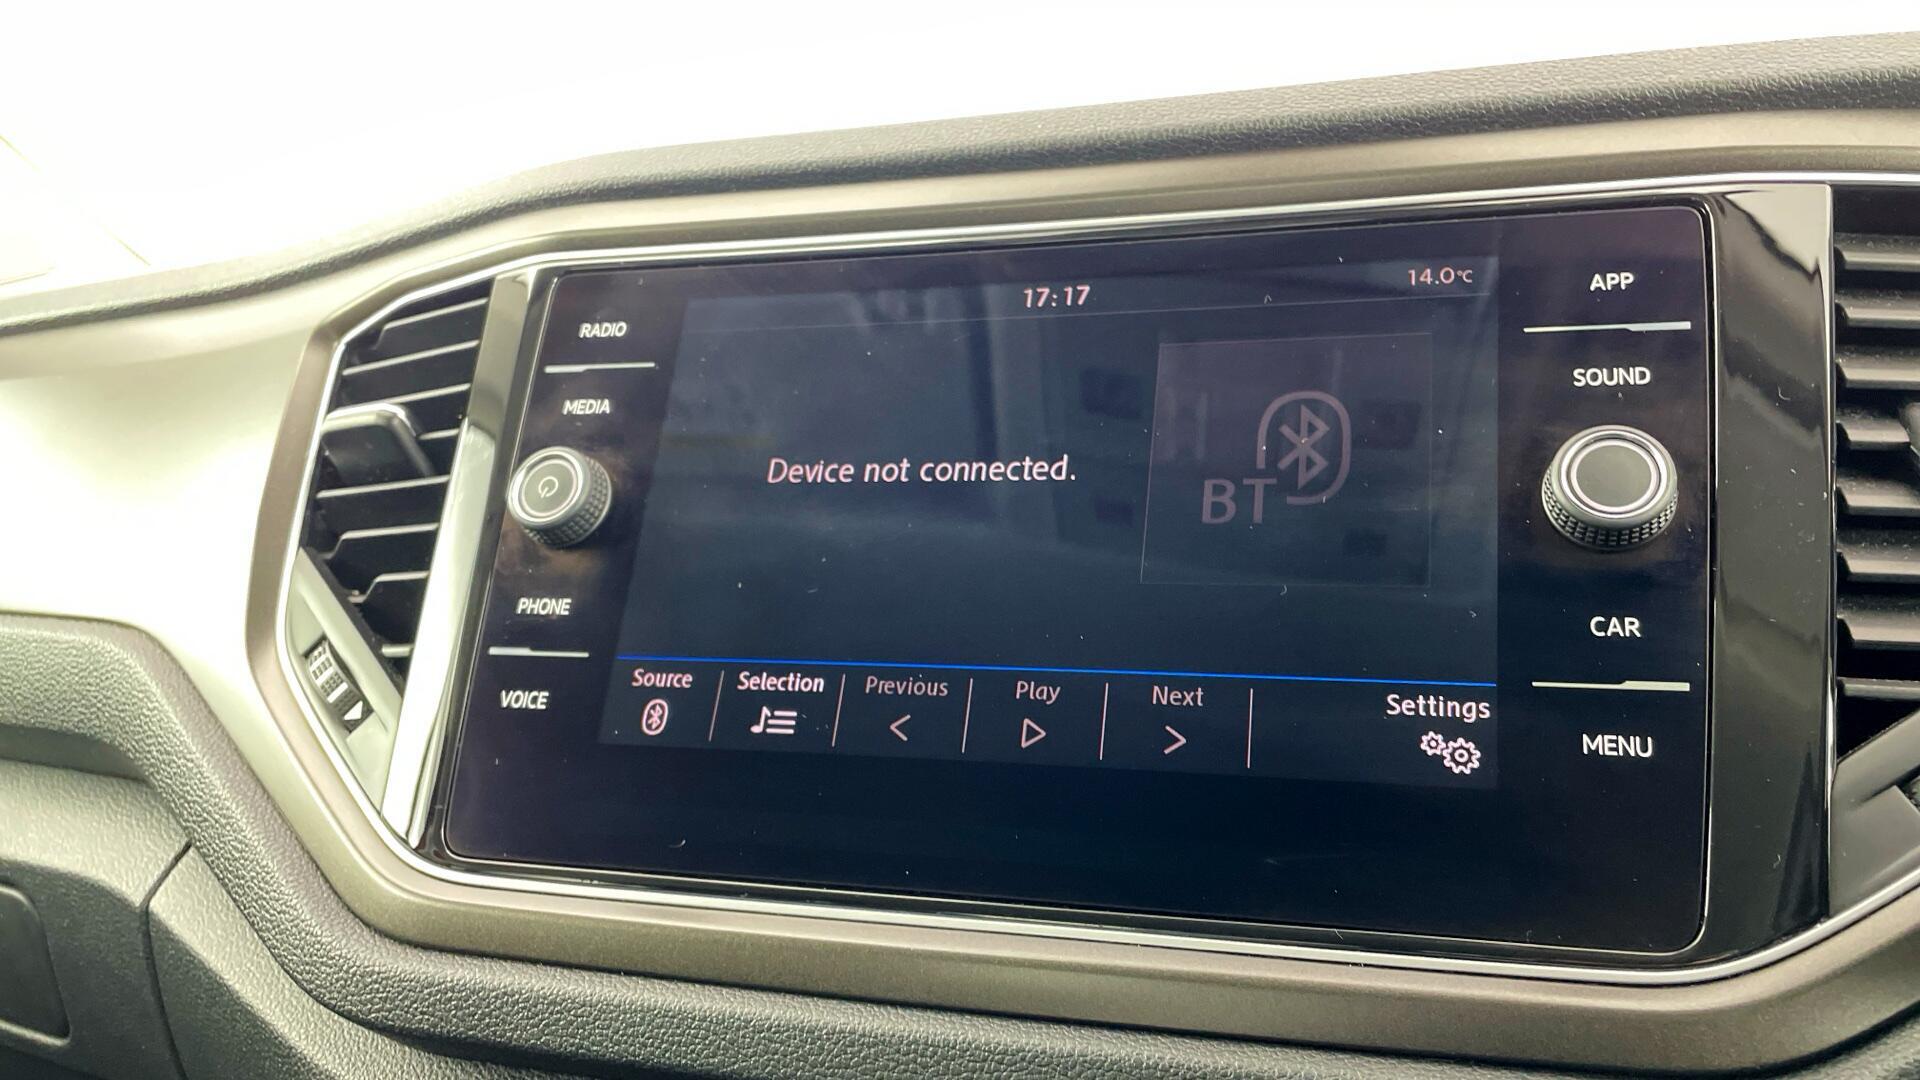 17:17
14.0°C
RADIO
MEDIA
PHONE
VOICE
Device not connected.
BT
Source
Selection
Previous
Play
Next
Settings
APP
SOUND
CAR
MENU